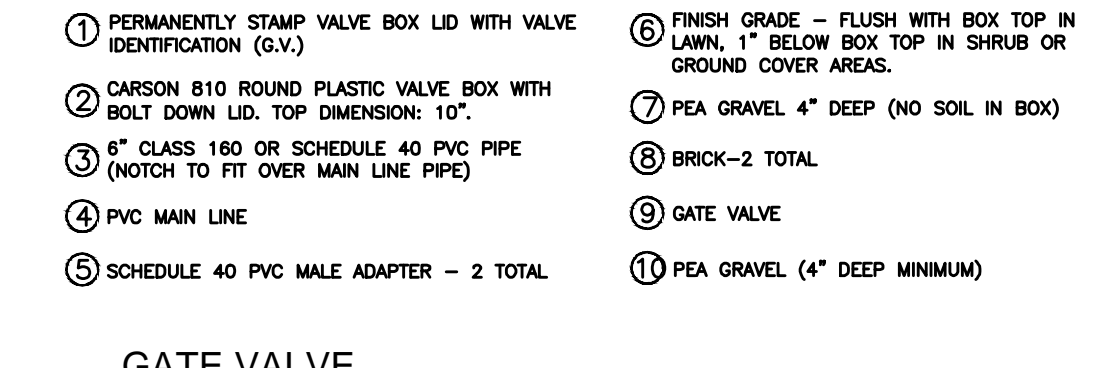 ① PERMANENTLY STAMP VALVE BOX LID WITH VALVE
IDENTIFICATION (G.V.)
② CARSON 810 ROUND PLASTIC VALVE BOX WITH
BOLT DOWN LID. TOP DIMENSION: 10".
③ 6" CLASS 160 OR SCHEDULE 40 PVC PIPE
(NOTCH TO FIT OVER MAIN LINE PIPE)
④ PVC MAIN LINE
⑤ SCHEDULE 40 PVC MALE ADAPTER – 2 TOTAL
⑥ FINISH GRADE – FLUSH WITH BOX TOP IN
LAWN, 1" BELOW BOX TOP IN SHRUB OR
GROUND COVER AREAS.
⑦ PEA GRAVEL 4" DEEP (NO SOIL IN BOX)
⑧ BRICK–2 TOTAL
⑨ GATE VALVE
⑩ PEA GRAVEL (4" DEEP MINIMUM)
GATE VALVE